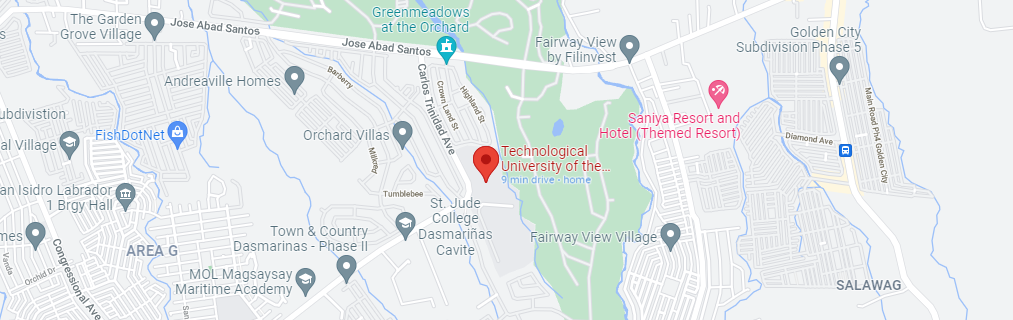 The Garden
Grove Village
Jose Abad Santos
Greenmeadows
at the Orchard
Jose Abad Santos
Fairway View
by Filinvest
Golden City
Subdivision Phase 5
Andreaville Homes
Barberry
Carlos Trinidad Ave
Crown Land St
Highland St
Saniya Resort and
Hotel (Themed Resort)
Main Road Ph4 Golden City
Diamond Ave
Subdivistion
FishDotNet
al Village
Orchard Villas
Milkrey
Technological
University of the...
9 min drive - home
an Isidro Labrador
1 Brgy Hall
Tumblebee
St. Jude
College
Dasmariñas
Cavite
Town & Country
Dasmarinas - Phase II
Fairway View Village
mes
Vanda
Orchid Dr
Congressional Ave
AREA G
San
MOL Magsaysay
Maritime Academy
SALAWAG